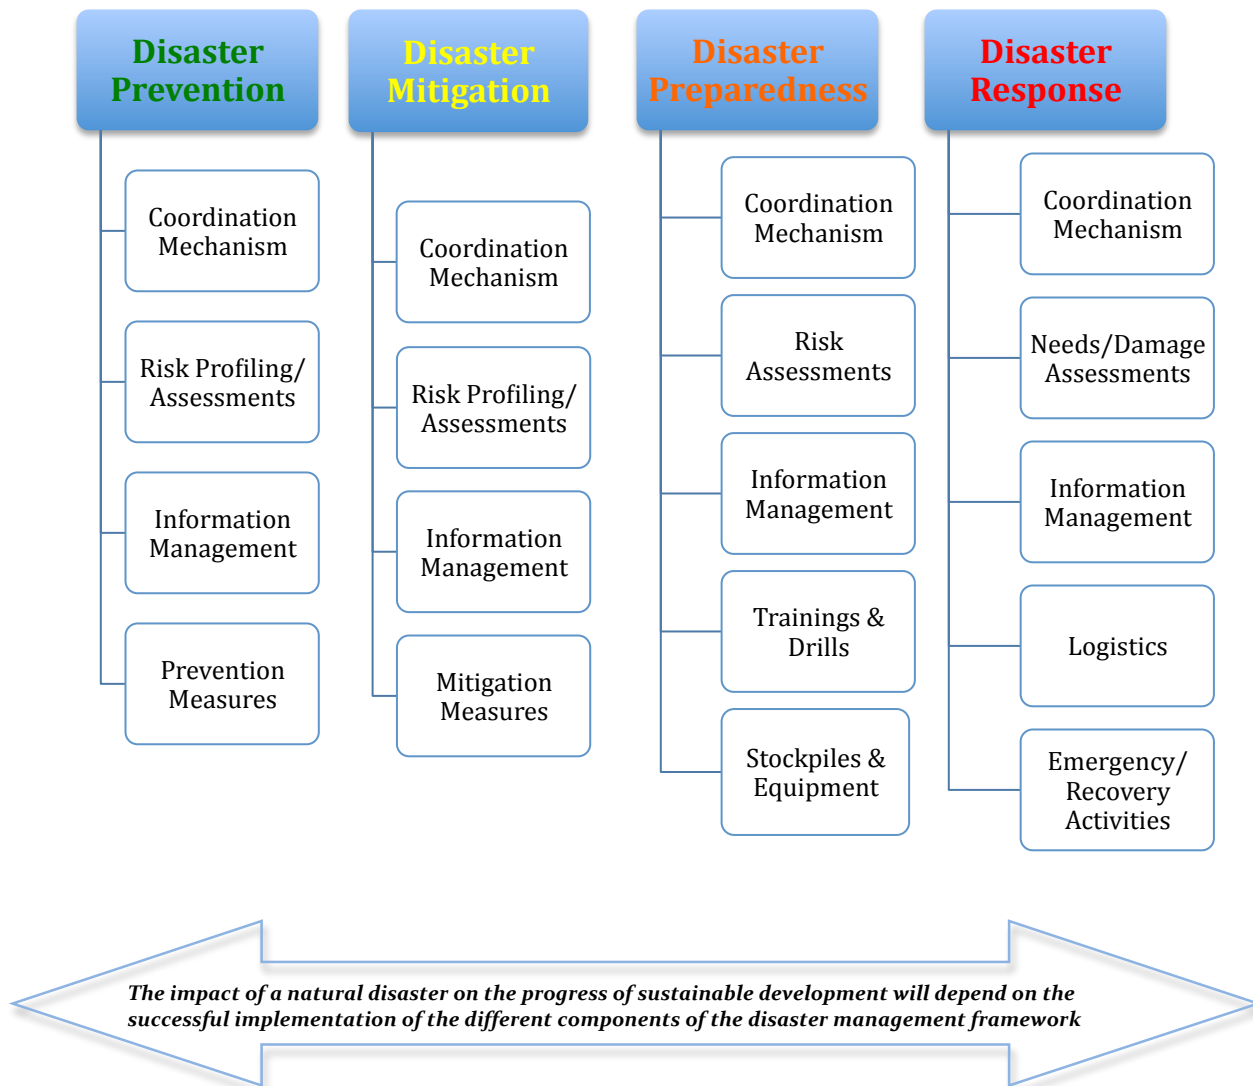 Disaster
Prevention
Coordination
Mechanism
Risk Profiling/
Assessments
Information
Management
Prevention
Measures
Disaster
Mitigation
Coordination
Mechanism
Risk Profiling/
Assessments
Information
Management
Mitigation
Measures
Disaster
Preparedness
Coordination
Mechanism
Risk
Assessments
Information
Management
Trainings &
Drills
Stockpiles &
Equipment
Disaster
Response
Coordination
Mechanism
Needs/Damage
Assessments
Information
Management
Logistics
Emergency/
Recovery
Activities
The impact of a natural disaster on the progress of sustainable development will depend on the
successful implementation of the different components of the disaster management framework